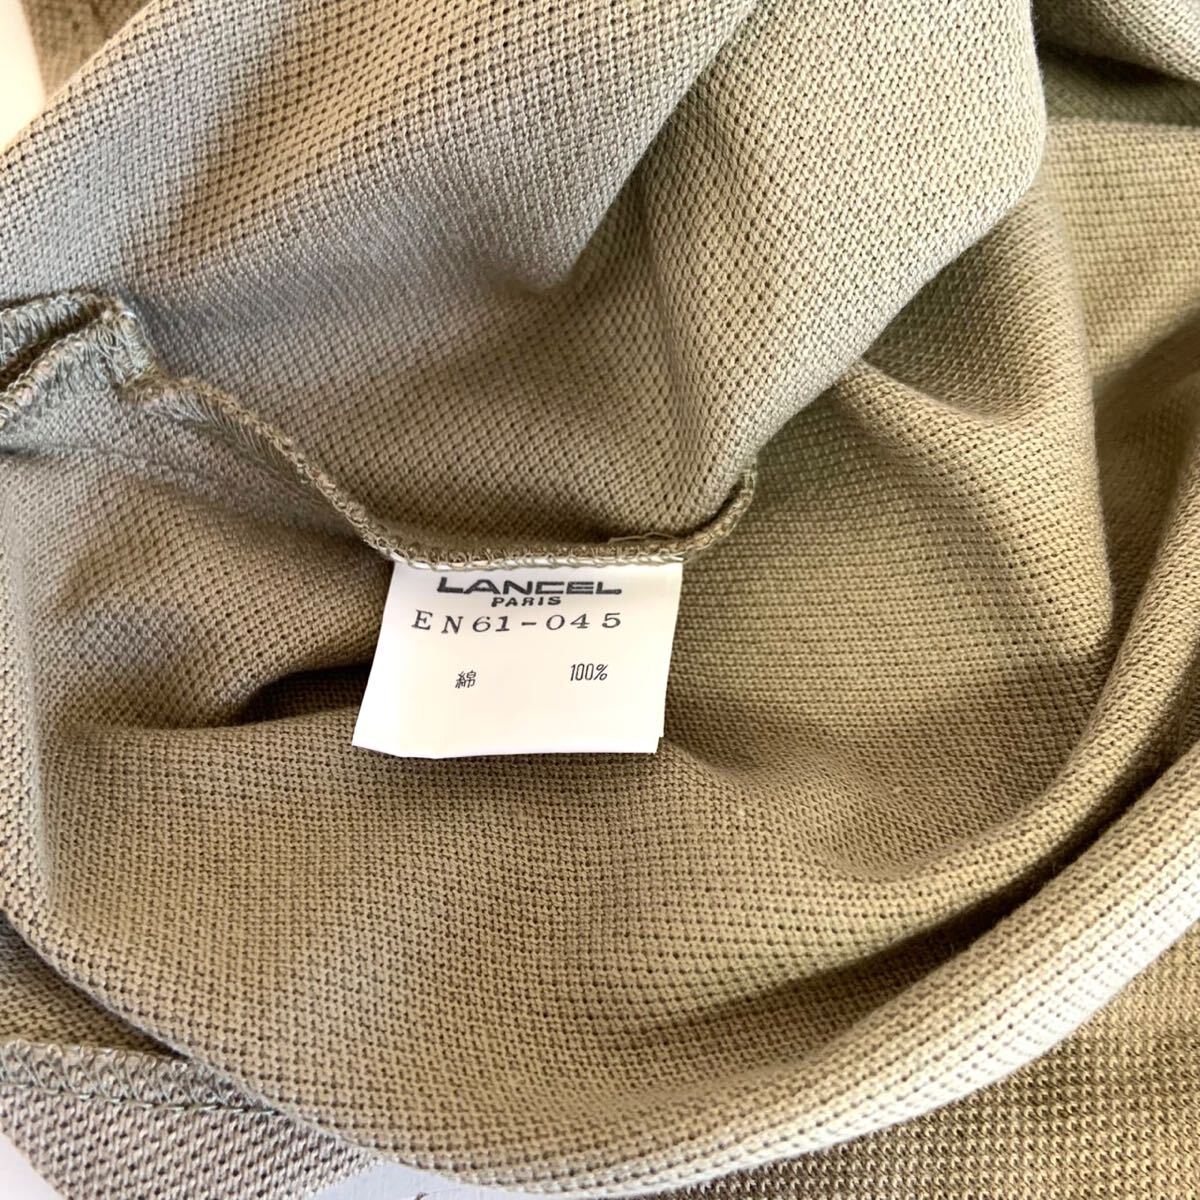 LANCEL
PARIS
EN61-045
綿 100%